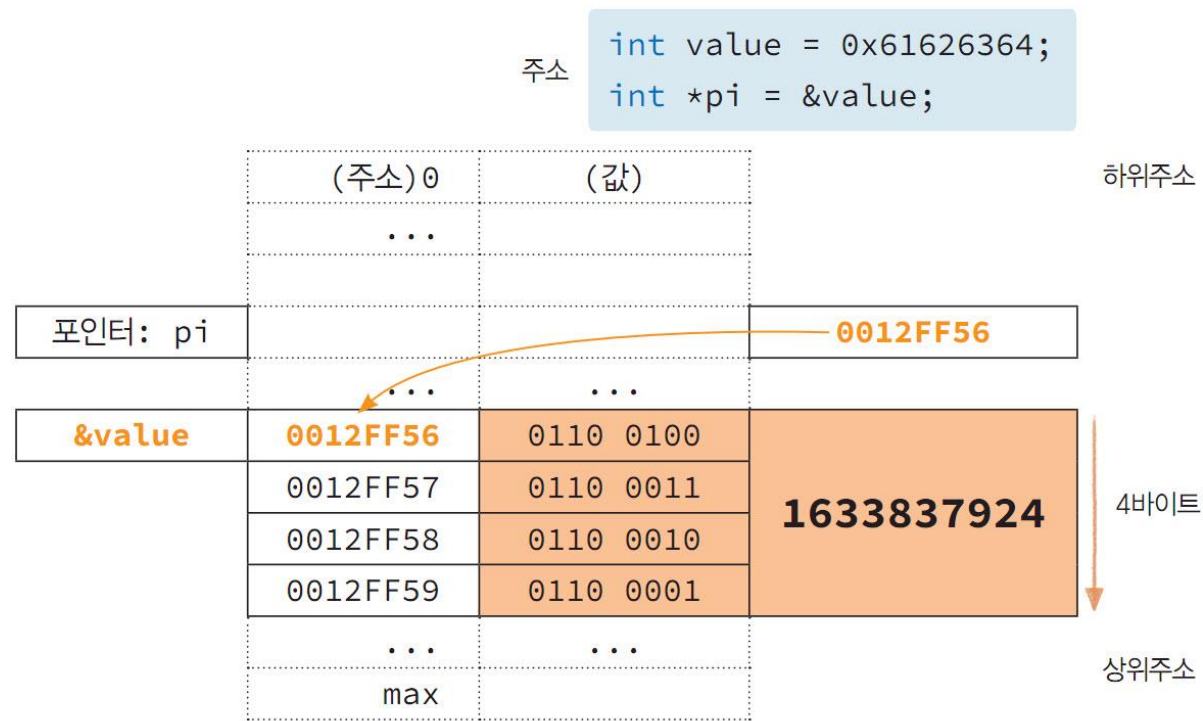 주소
int value = 0x61626364;
int *pi = &value;
(주소)0 (값) 하위주소
...
포인터: pi 0012FF56
... ...
&value 0012FF56 0110 0100
0012FF57 0110 0011
1633837924 4바이트
0012FF58 0110 0010
0012FF59 0110 0001
... ...
상위주소
max